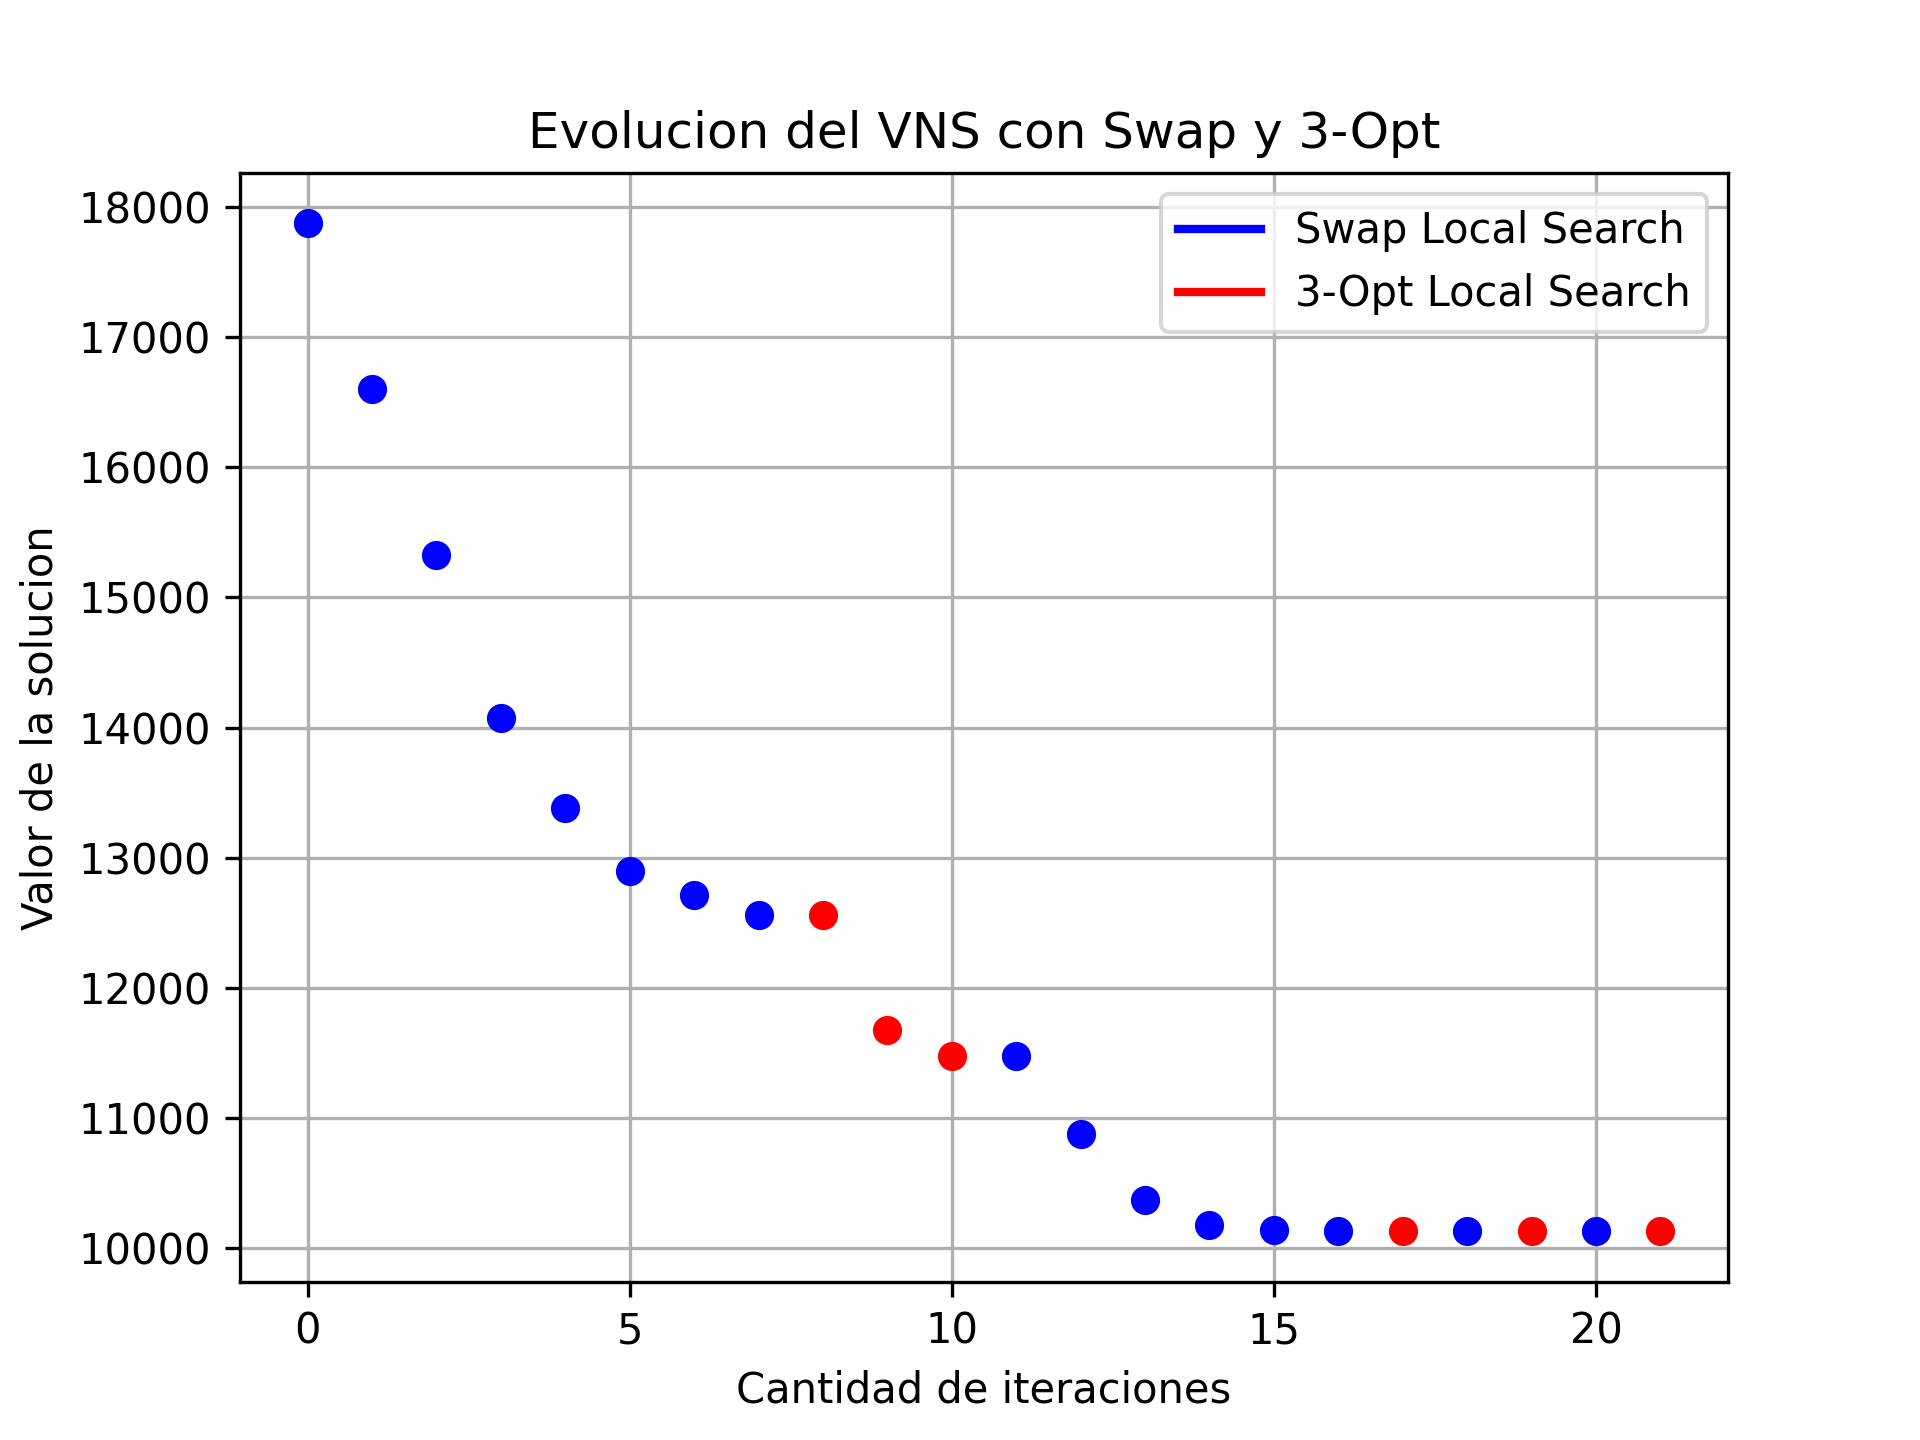 Evolucion del VNS con Swap y 3-Opt
Swap Local Search
3-Opt Local Search
Valor de la solucion
18000
17000
16000
15000
14000
13000
12000
11000
10000
0 5 10 15 20
Cantidad de iteraciones